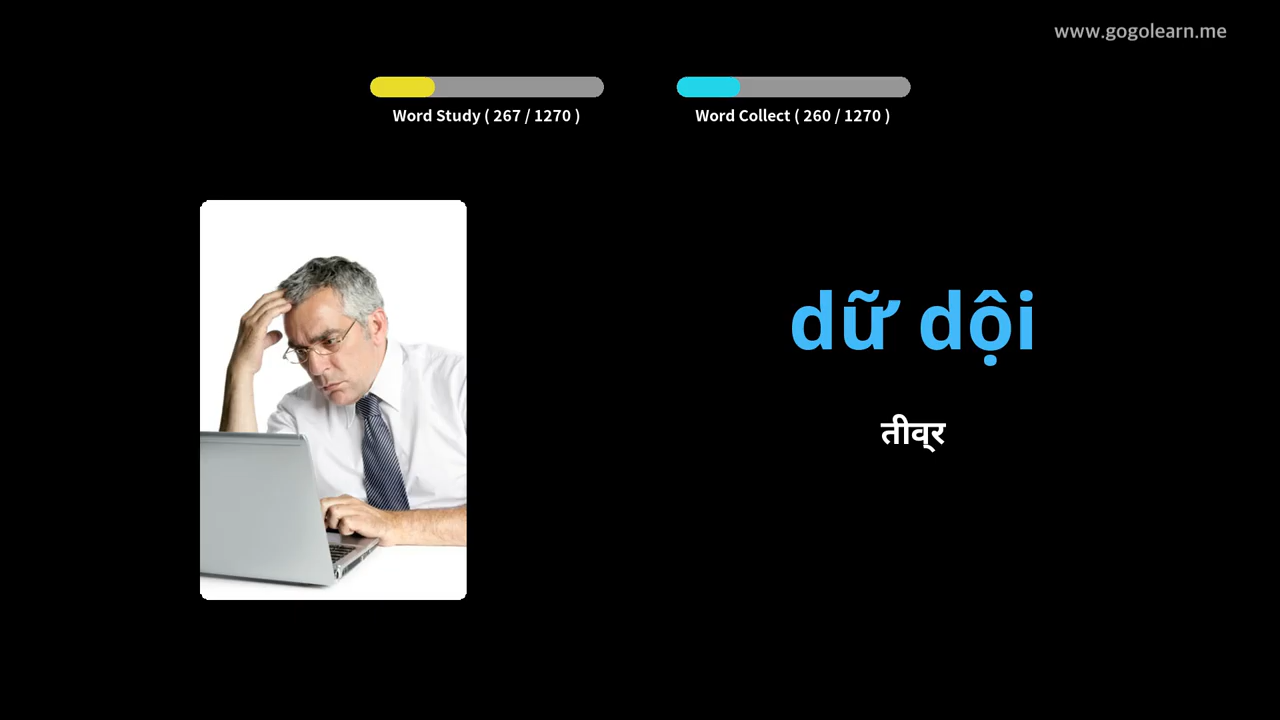 www.gogolearn.me
Word Study ( 267 / 1270 )
Word Collect ( 260 / 1270 )
dữ dội
तीव्र